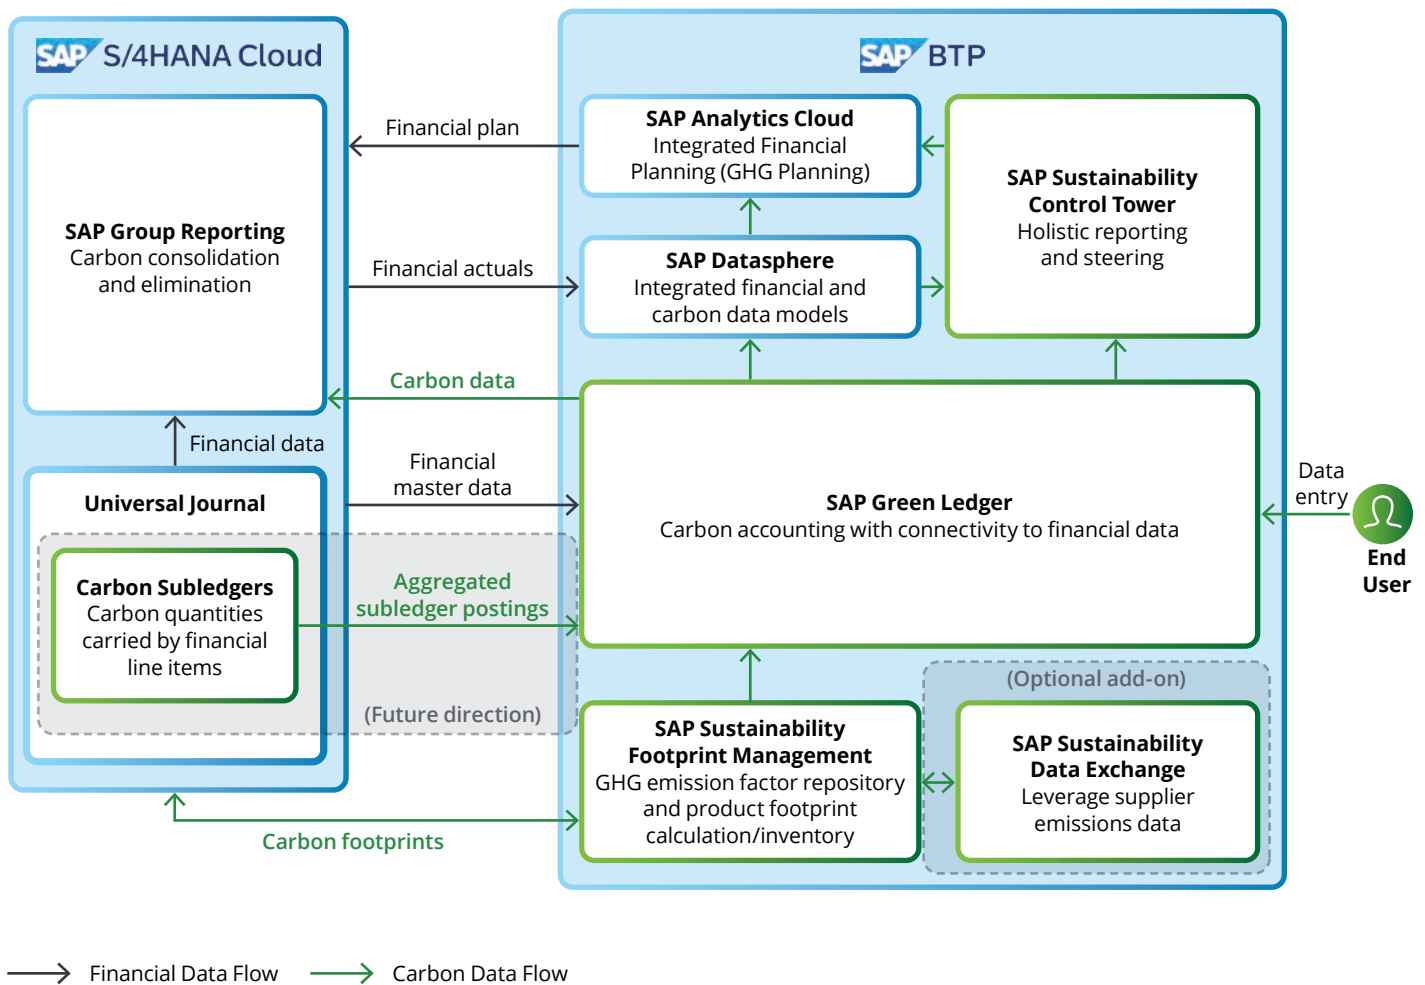 SAP S/4HANA Cloud
SAP Group Reporting
Carbon consolidation
and elimination
Financial data
Universal Journal
Carbon Subledgers
Carbon quantities
carried by financial
line items
Financial plan
Financial actuals
Carbon data
Financial
master data
Aggregated
subledger postings
(Future direction)
Carbon footprints
SAP BTP
SAP Analytics Cloud
Integrated Financial
Planning (GHG Planning)
SAP Datasphere
Integrated financial and
carbon data models
SAP Sustainability
Control Tower
Holistic reporting
and steering
SAP Green Ledger
Carbon accounting with connectivity to financial data
Data
entry
End
User
SAP Sustainability
Footprint Management
GHG emission factor repository
and product footprint
calculation/inventory
(Optional add-on)
SAP Sustainability
Data Exchange
Leverage supplier
emissions data
Financial Data Flow
Carbon Data Flow